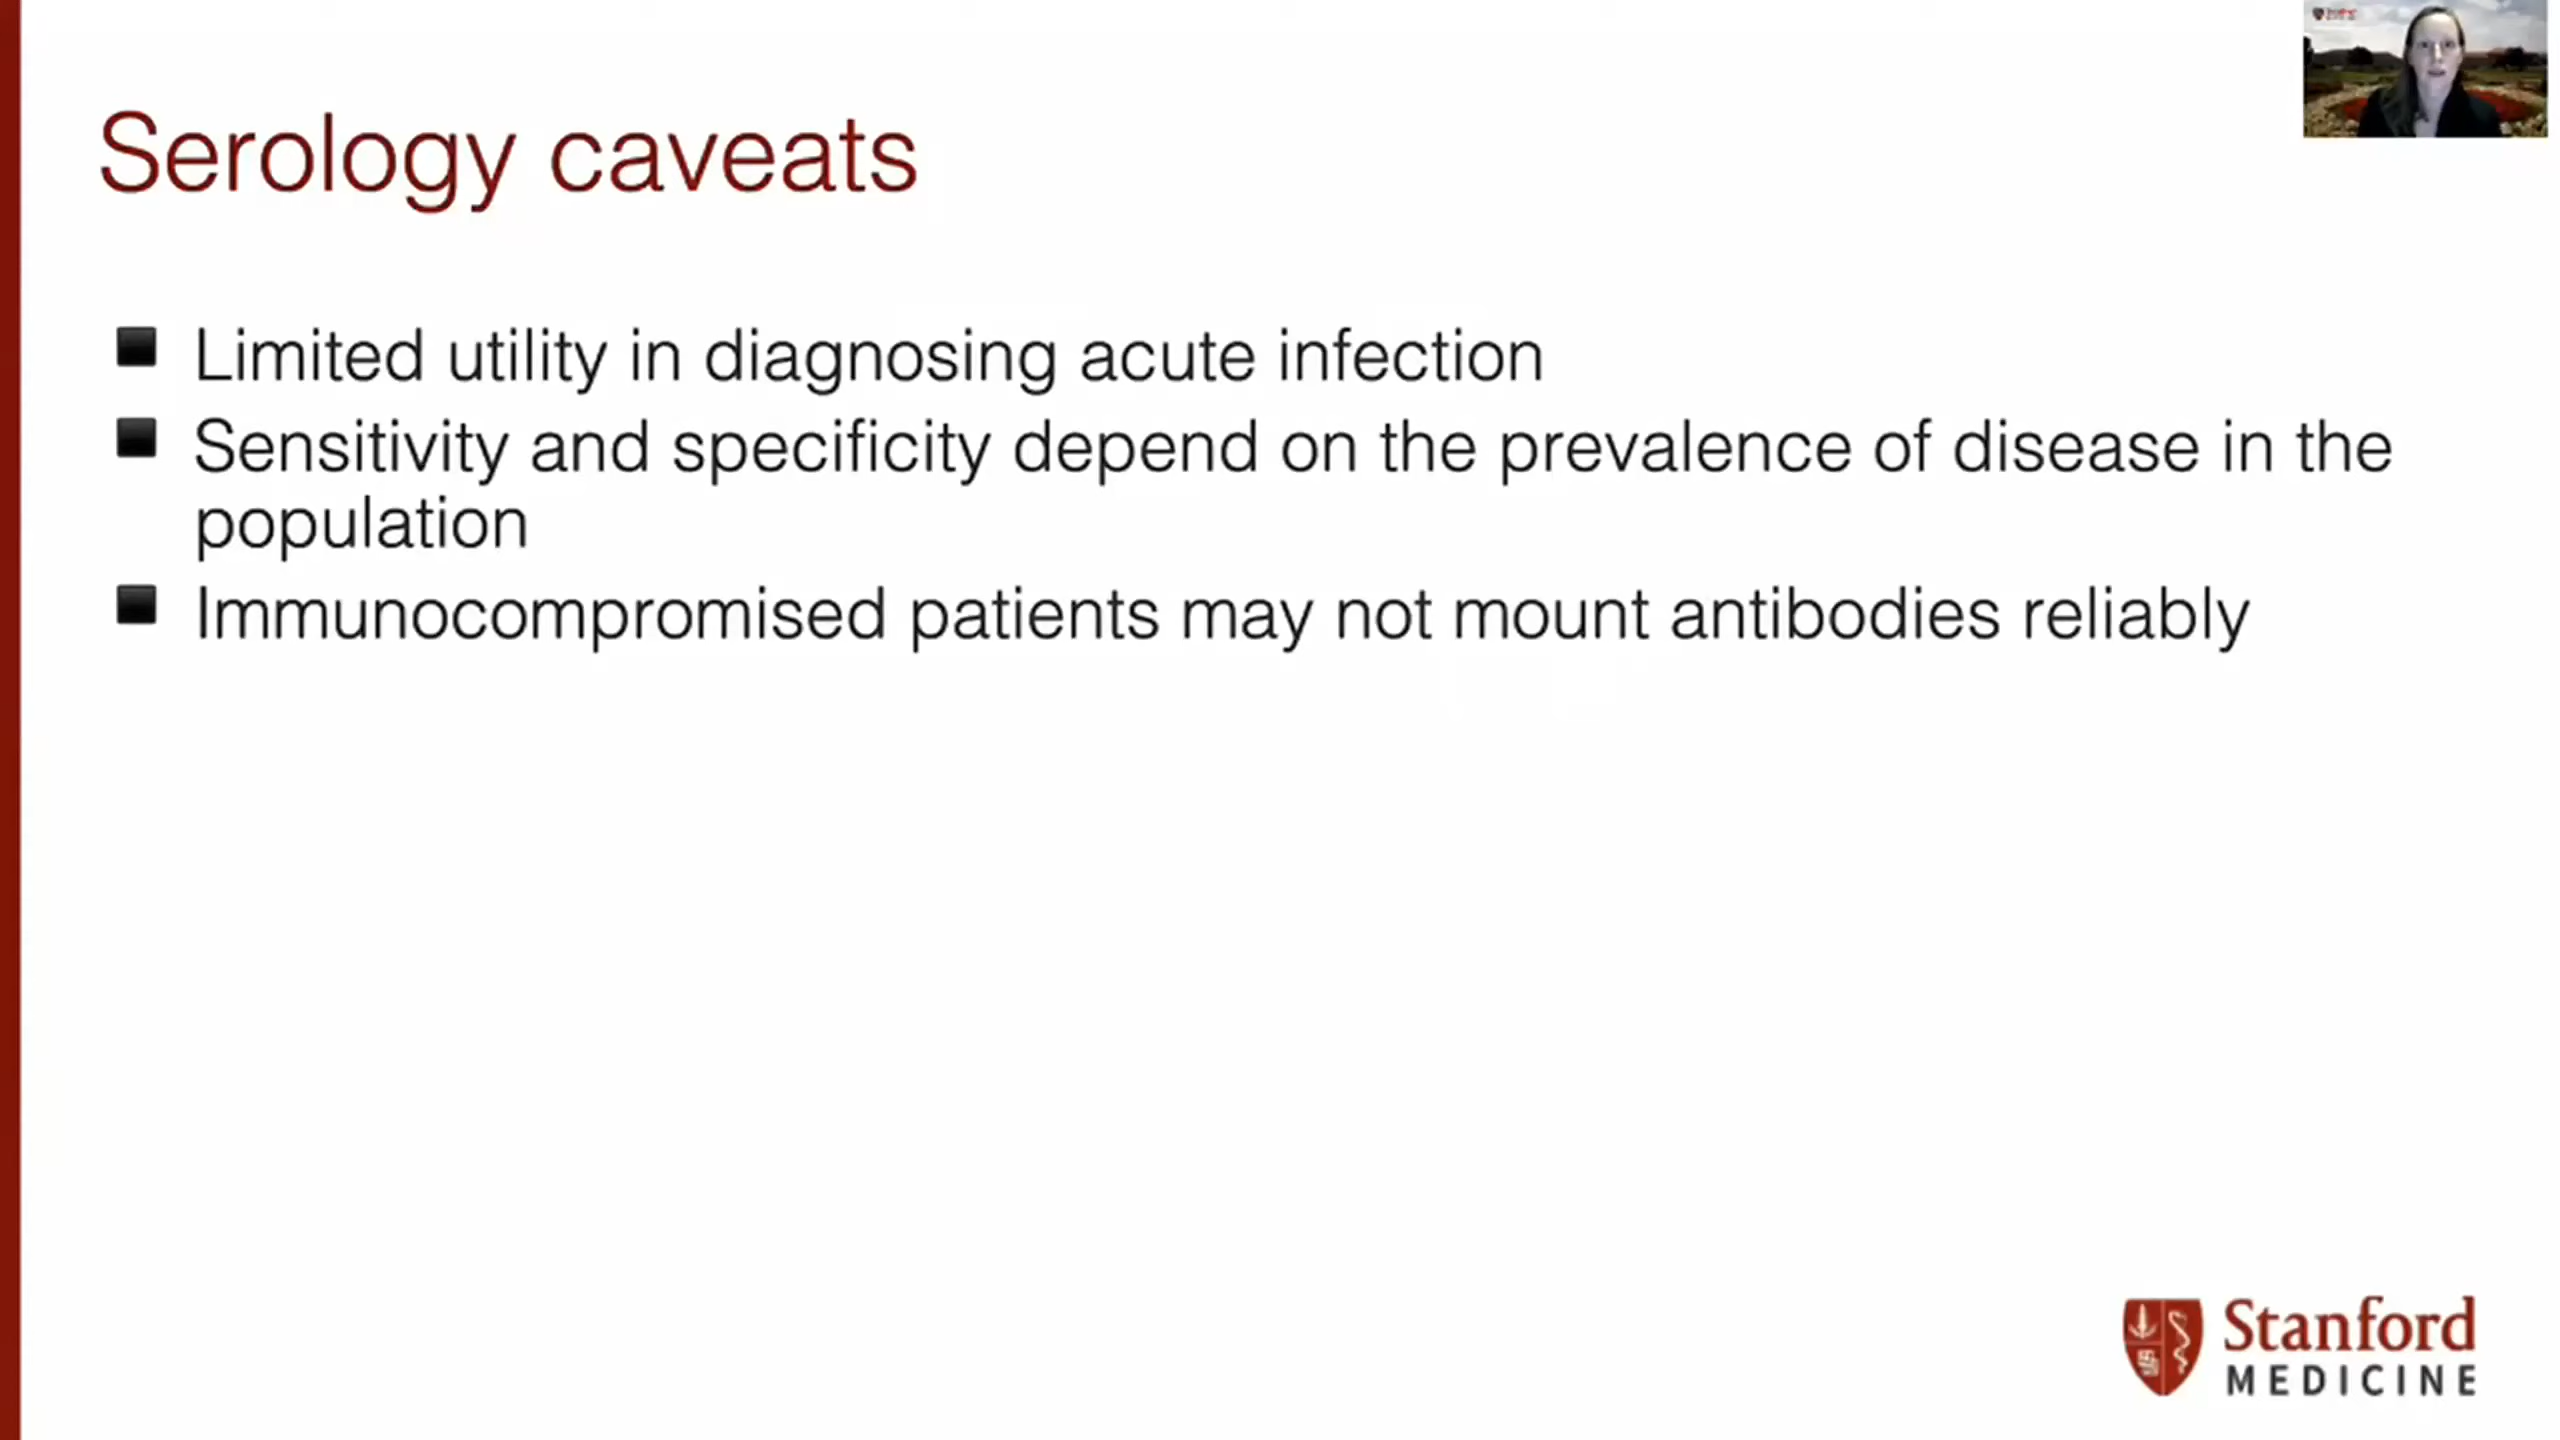 Serology caveats
Limited utility in diagnosing acute infection
Sensitivity and specificity depend on the prevalence of disease in the
population
Immunocompromised patients may not mount antibodies reliably
Stanford
MEDICINE